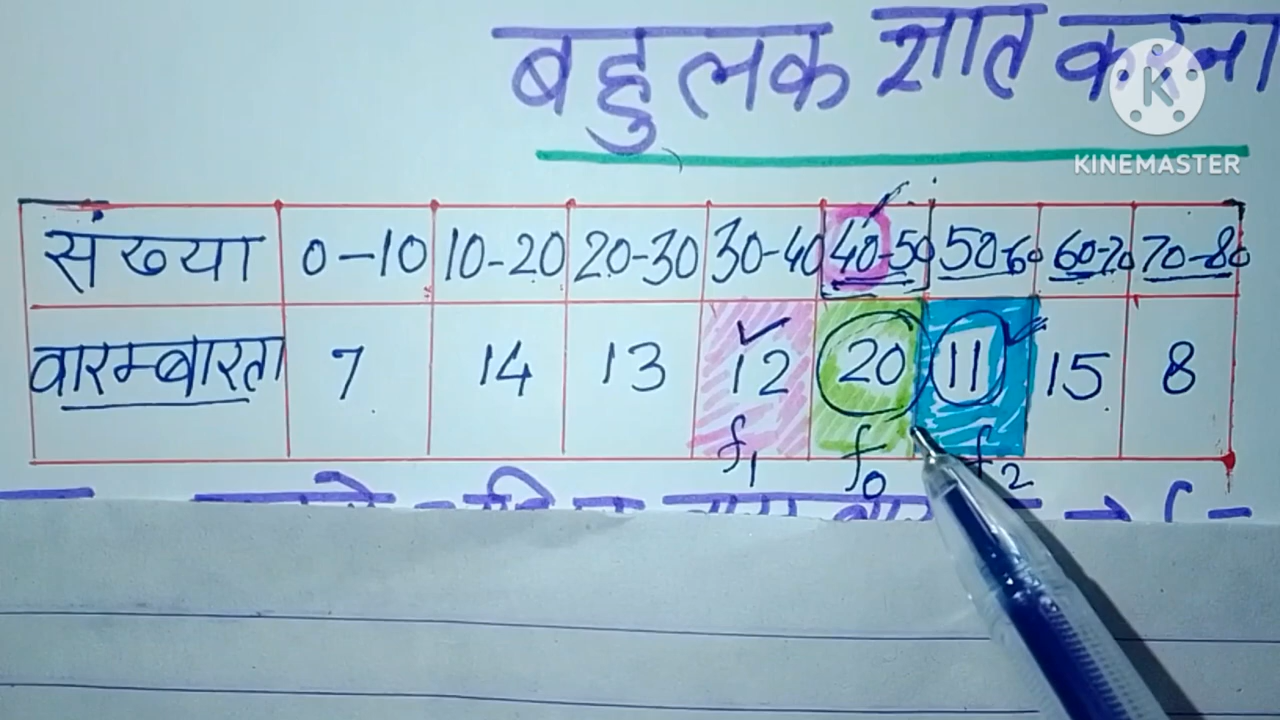 बहुलक ज्ञात करना
KINEMASTER
संख्या 0-10 10-20 20-30 30-40 40-50 50-60 60-70 70-80
वारम्बारता 7 14 13 12 20 11 15 8
f1 f0 f2